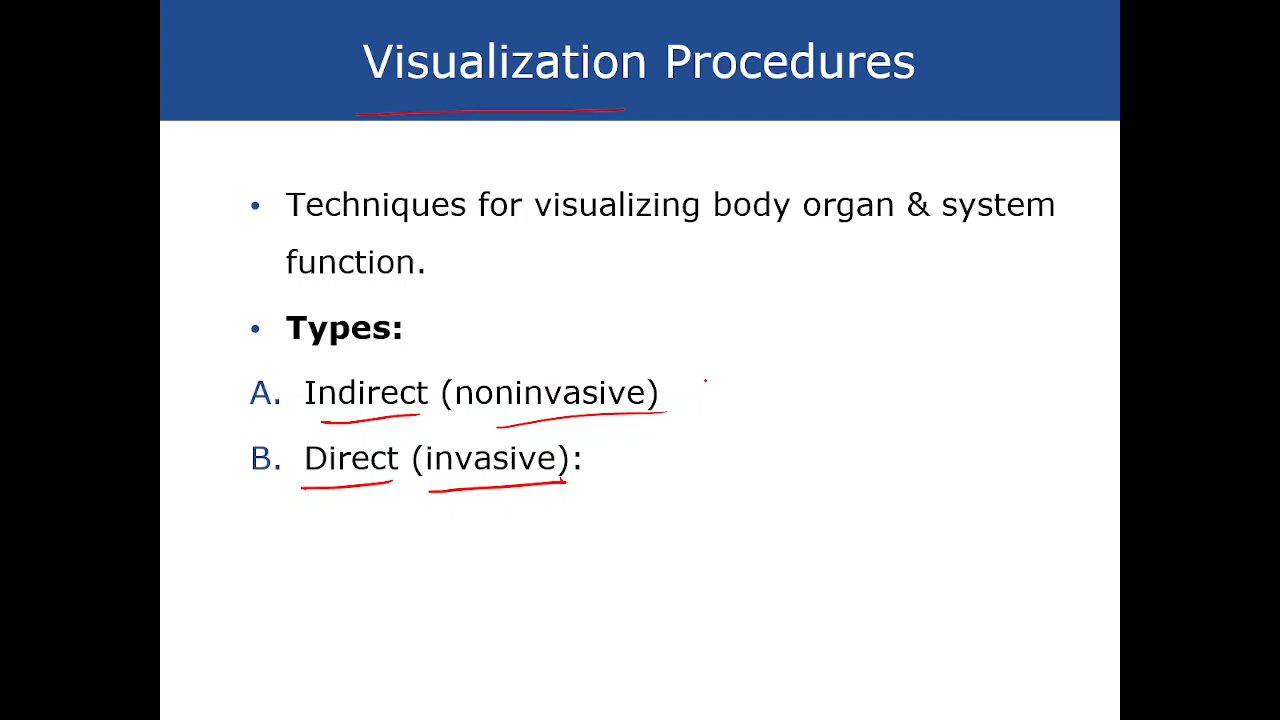 Visualization Procedures
• Techniques for visualizing body organ & system
function.
• Types:
A. Indirect (noninvasive)
B. Direct (invasive):